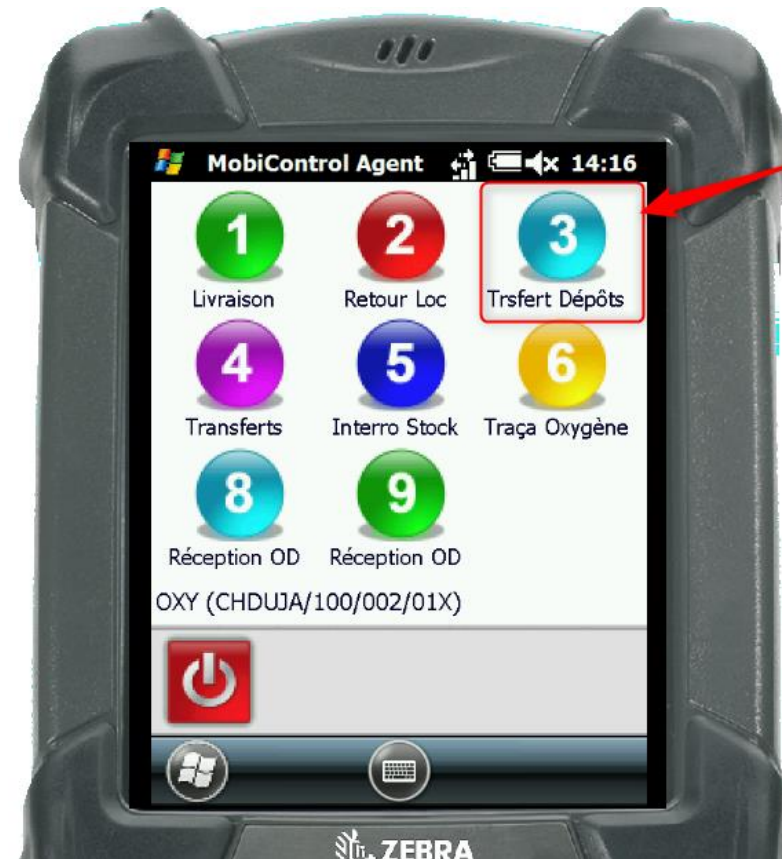 MobiControl Agent 14:16
1 2 3
Livraison Retour Loc Trsfert Dépôts
4 5 6
Transferts Interro Stock Traça Oxygène
8 9
Réception OD Réception OD
OXY (CHDUJA/100/002/01X)
ZEBRA